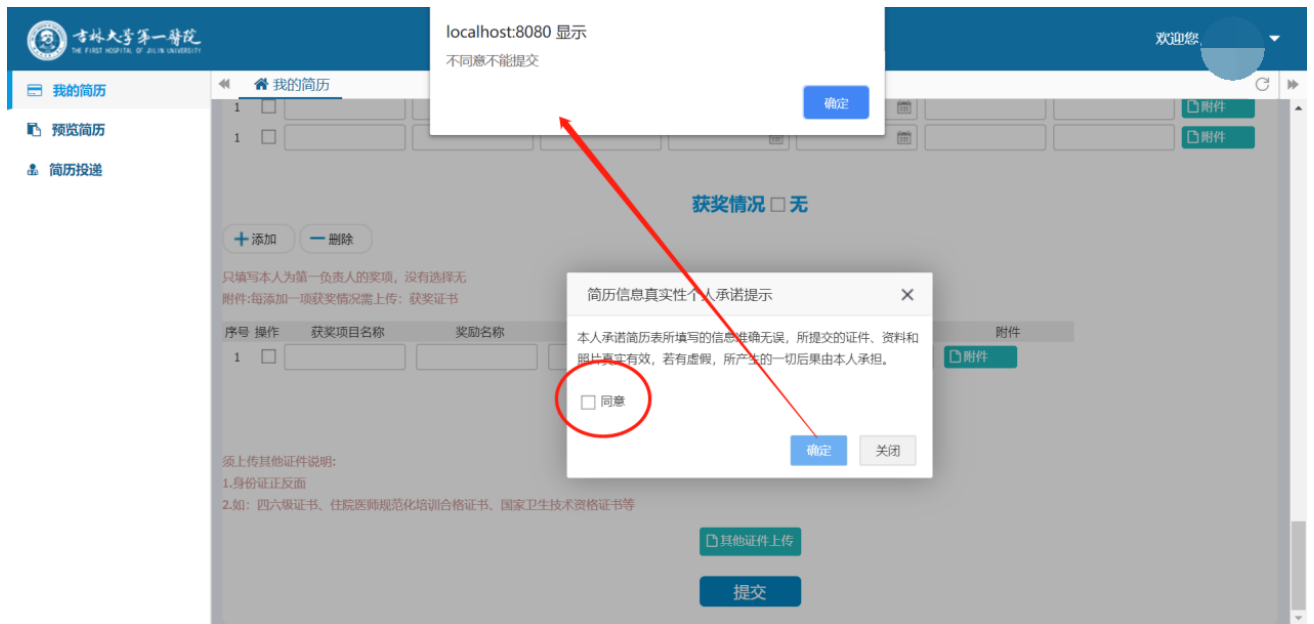 吉林大学第一醫院
THE FIRST HOSPITAL OF JILIN UNIVERSITY
localhost:8080 显示
不同意不能提交
确定
欢迎您,
我的简历
预览简历
简历投递
我的简历
1
附件
1
附件
获奖情况 无
添加
删除
只填写本人为第一负责人的奖项，没有选择无
附件:每添加一项获奖情况需上传：获奖证书
序号 操作 获奖项目名称 奖励名称 附件
1 附件
简历信息真实性个人承诺提示
本人承诺简历表所填写的信息准确无误，所提交的证件、资料和
照片真实有效，若有虚假，所产生的一切后果由本人承担。
同意
确定
关闭
须上传其他证件说明:
1.身份证正反面
2.如：四六级证书、住院医师规范化培训合格证书、国家卫生技术资格证书等
其他证件上传
提交